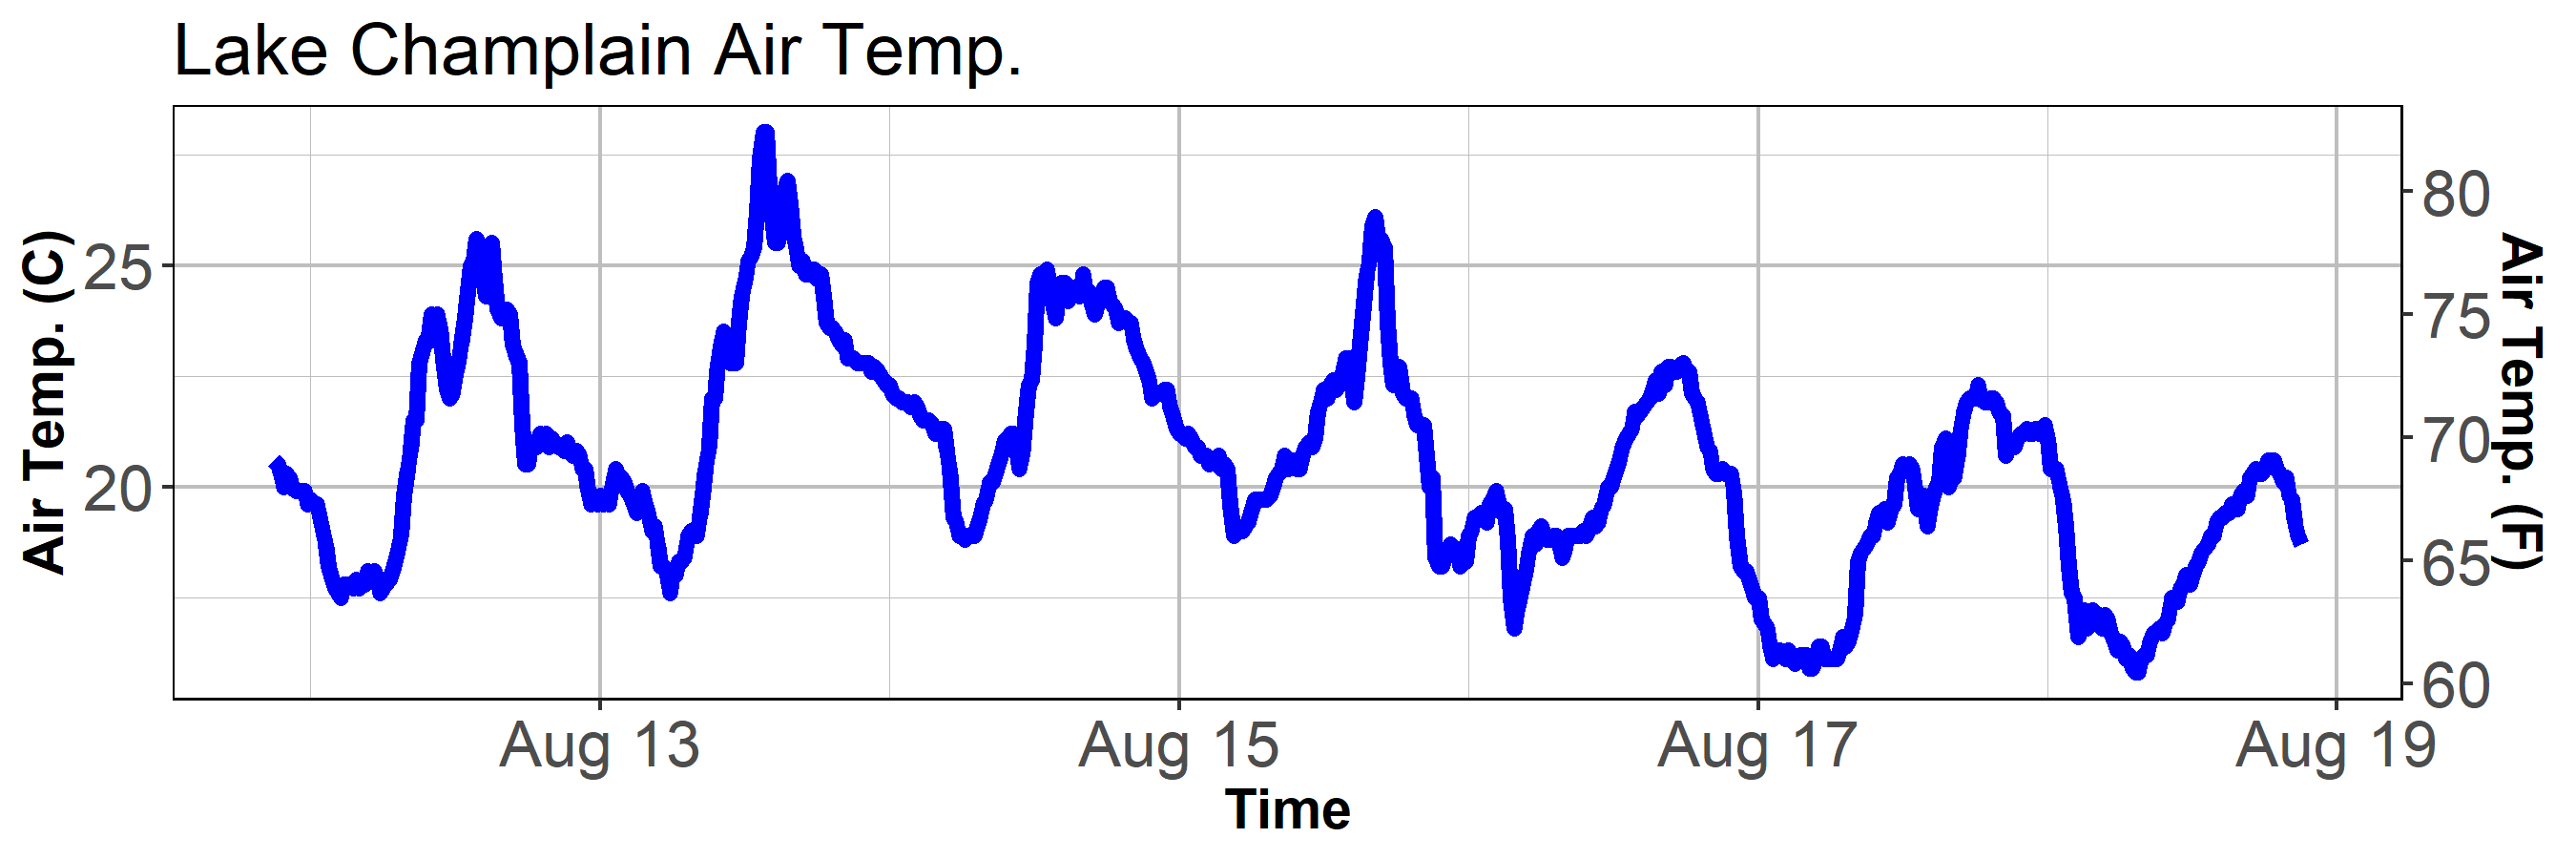 Lake Champlain Air Temp.
Air Temp. (C)
25
20
80
75
70
65
60
Air Temp. (F)
Aug 13
Aug 15
Aug 17
Aug 19
Time